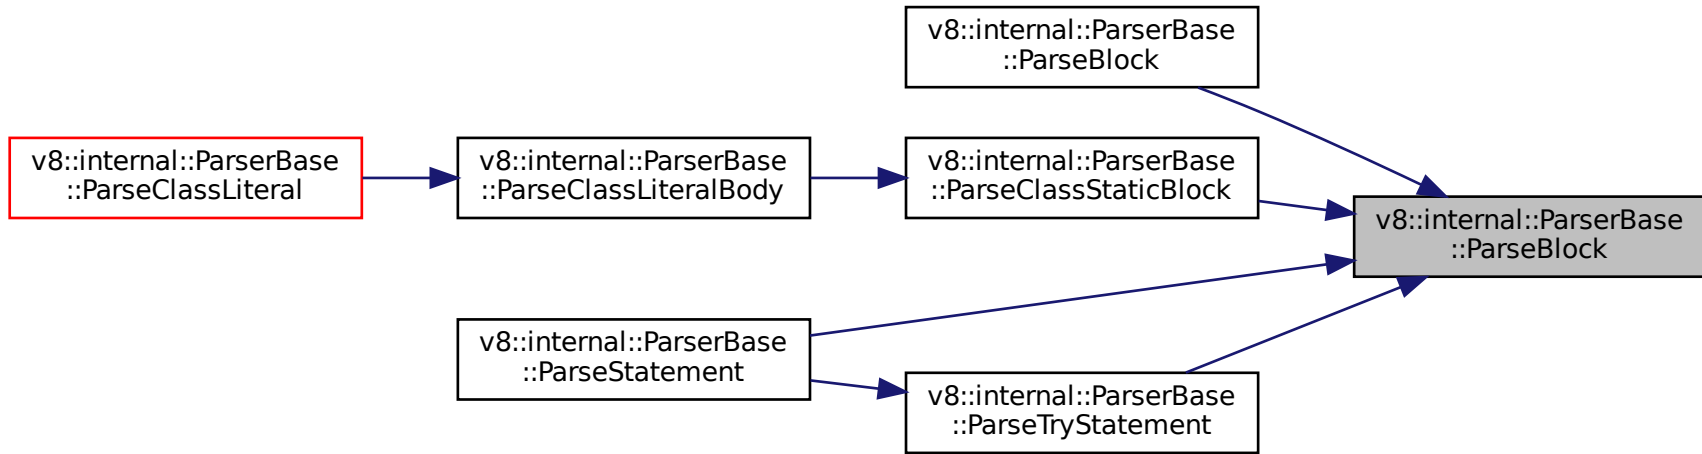 v8::internal::ParserBase
::ParseBlock
v8::internal::ParserBase
::ParseClassLiteral
v8::internal::ParserBase
::ParseClassLiteralBody
v8::internal::ParserBase
::ParseClassStaticBlock
v8::internal::ParserBase
::ParseBlock
v8::internal::ParserBase
::ParseStatement
v8::internal::ParserBase
::ParseTryStatement